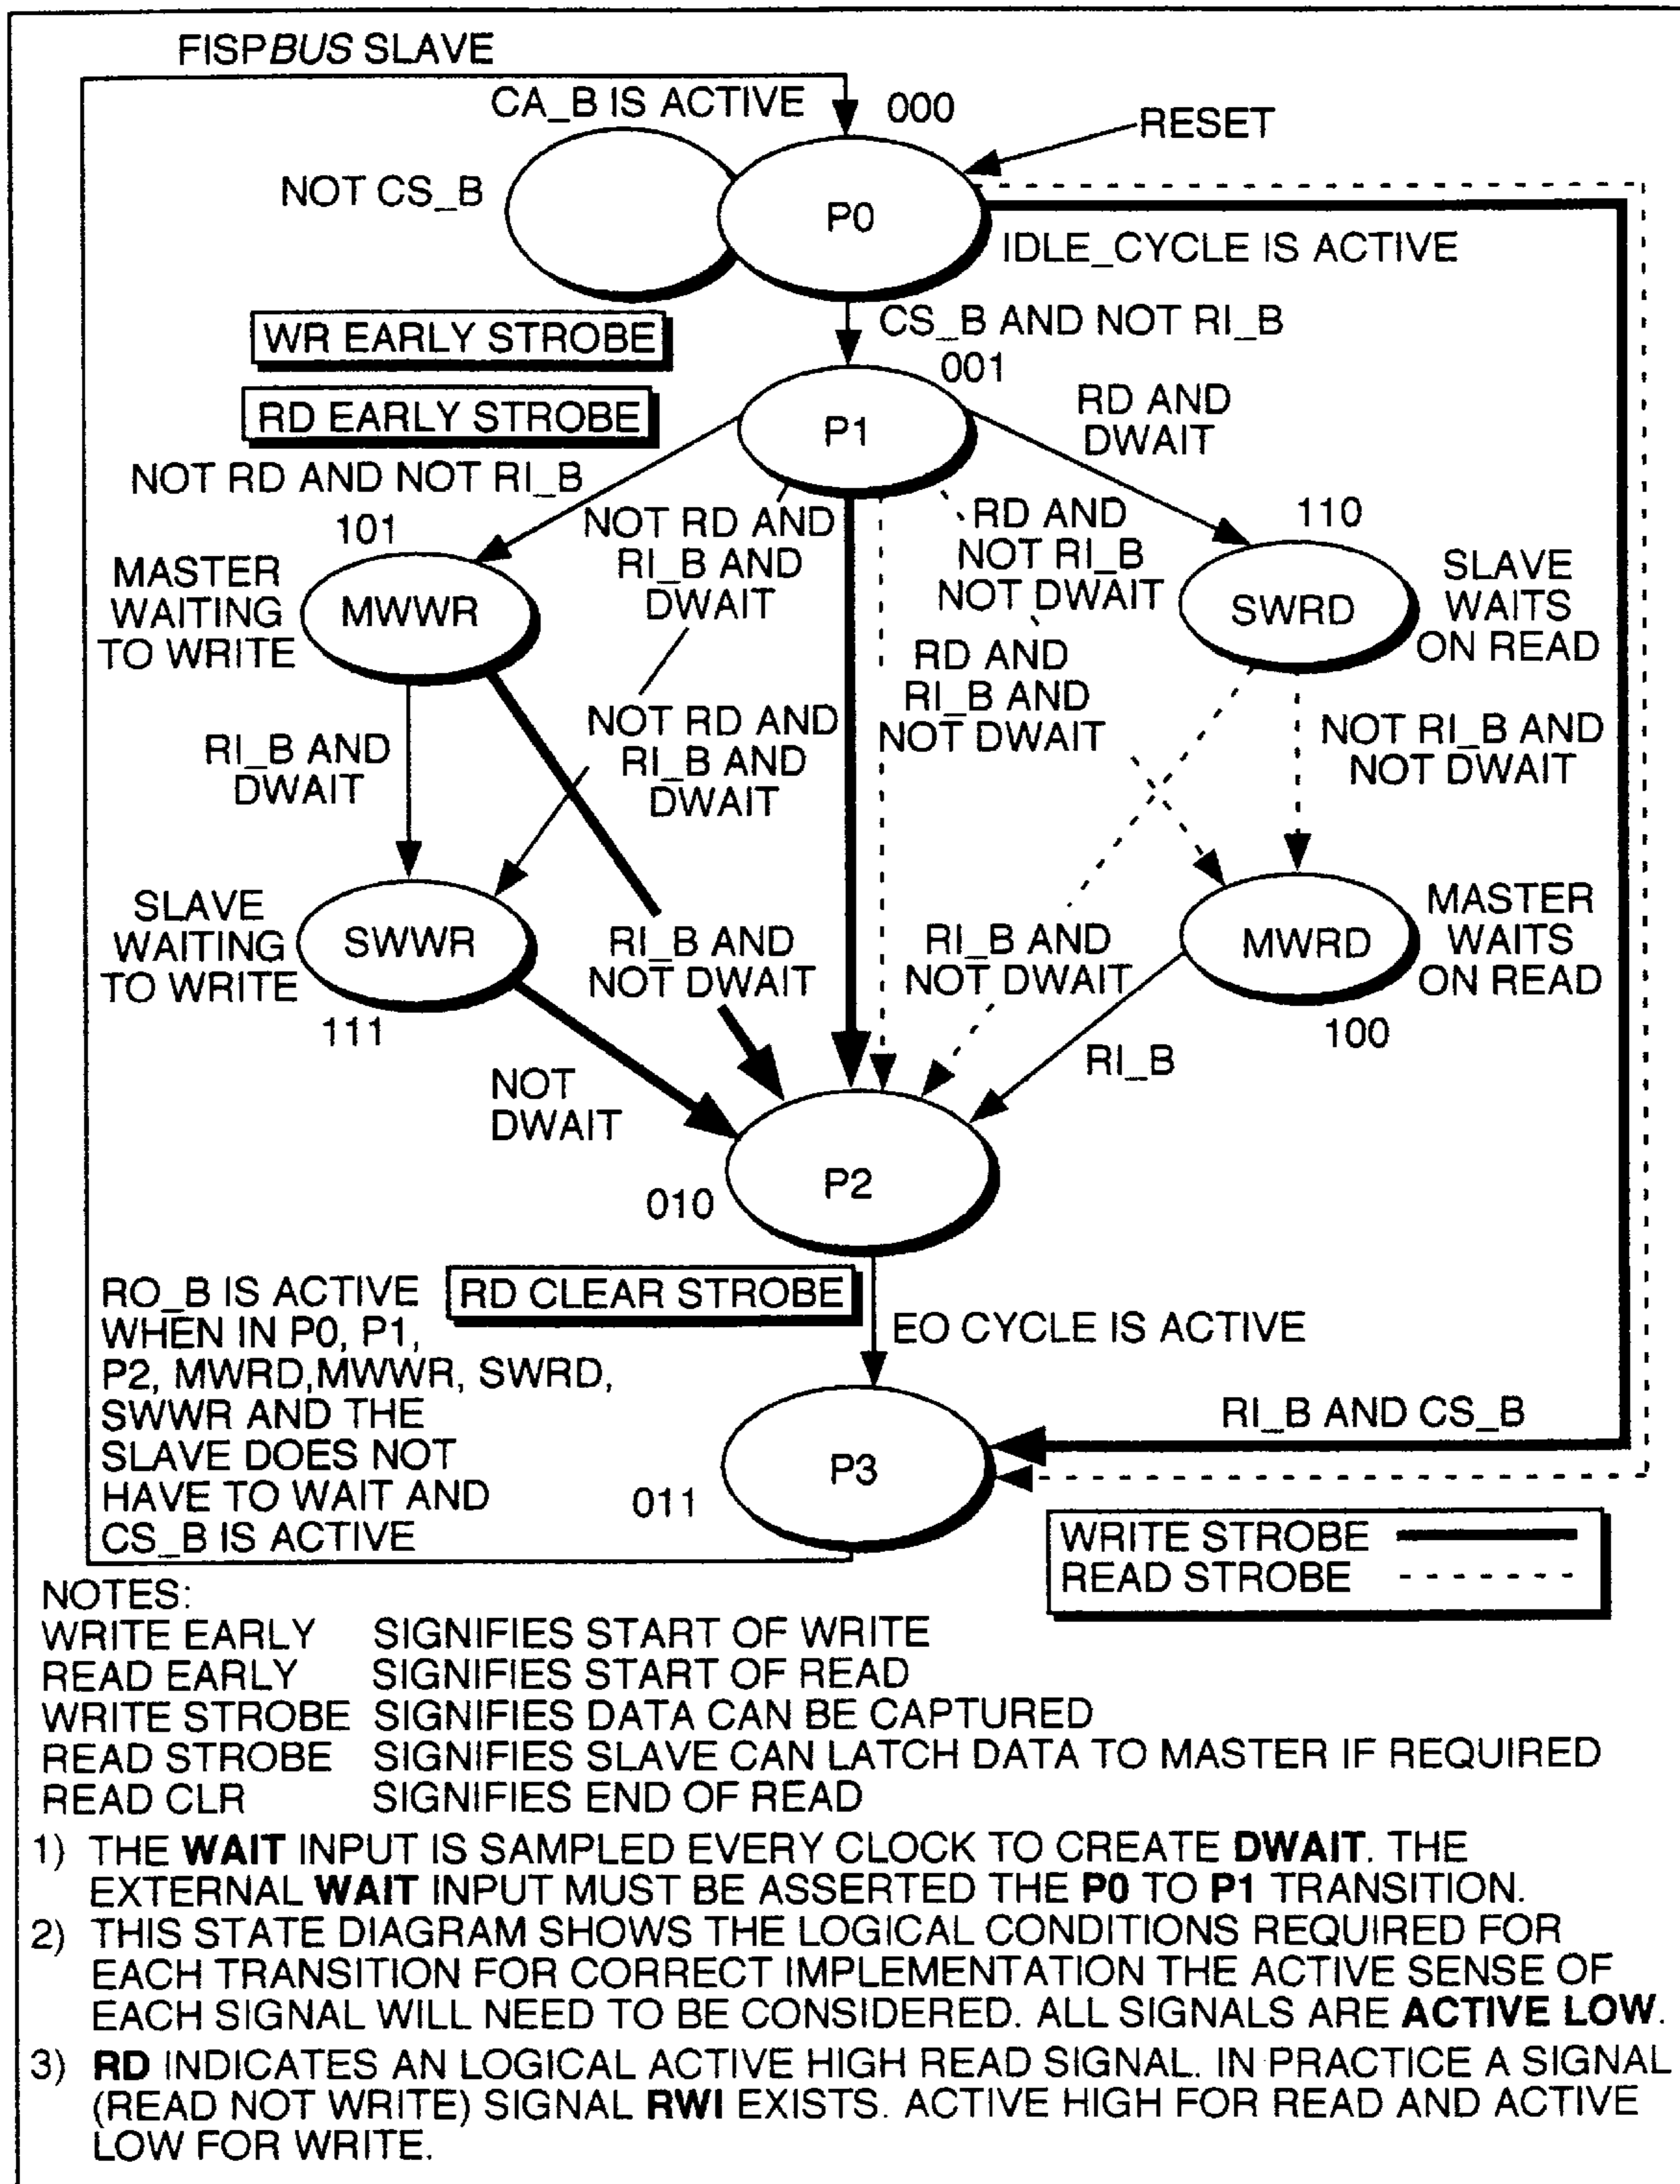 FISPBUS SLAVE
CA_B IS ACTIVE
000
RESET
NOT CS_B
P0
IDLE_CYCLE IS ACTIVE
WR EARLY STROBE
CS_B AND NOT RI_B
001
RD EARLY STROBE
P1
RD AND
DWAIT
NOT RD AND NOT RI_B
101
NOT RD AND
RI_B AND
DWAIT
RD AND
NOT RI_B
NOT DWAIT
110
MASTER
WAITING
TO WRITE
MWWR
SWRD
SLAVE
WAITS
ON READ
RD AND
RI_B AND
NOT DWAIT
RI_B AND
DWAIT
NOT RD AND
RI_B AND
DWAIT
NOT RI_B AND
NOT DWAIT
SLAVE
WAITING
TO WRITE
SWWR
111
RI_B AND
NOT DWAIT
RI_B AND
NOT DWAIT
MWRD
MASTER
WAITS
ON READ
100
RI_B
NOT
DWAIT
P2
010
RO_B IS ACTIVE
WHEN IN P0, P1,
P2, MWRD,MWWR, SWRD,
SWWR AND THE
SLAVE DOES NOT
HAVE TO WAIT AND
CS_B IS ACTIVE
RD CLEAR STROBE
EO CYCLE IS ACTIVE
RI_B AND CS_B
P3
011
WRITE STROBE
READ STROBE
NOTES:
WRITE EARLY SIGNIFIES START OF WRITE
READ EARLY SIGNIFIES START OF READ
WRITE STROBE SIGNIFIES DATA CAN BE CAPTURED
READ STROBE SIGNIFIES SLAVE CAN LATCH DATA TO MASTER IF REQUIRED
READ CLR SIGNIFIES END OF READ
1) THE WAIT INPUT IS SAMPLED EVERY CLOCK TO CREATE DWAIT. THE
EXTERNAL WAIT INPUT MUST BE ASSERTED THE P0 TO P1 TRANSITION.
2) THIS STATE DIAGRAM SHOWS THE LOGICAL CONDITIONS REQUIRED FOR
EACH TRANSITION FOR CORRECT IMPLEMENTATION THE ACTIVE SENSE OF
EACH SIGNAL WILL NEED TO BE CONSIDERED. ALL SIGNALS ARE ACTIVE LOW.
3) RD INDICATES AN LOGICAL ACTIVE HIGH READ SIGNAL. IN PRACTICE A SIGNAL
(READ NOT WRITE) SIGNAL RWI EXISTS. ACTIVE HIGH FOR READ AND ACTIVE
LOW FOR WRITE.